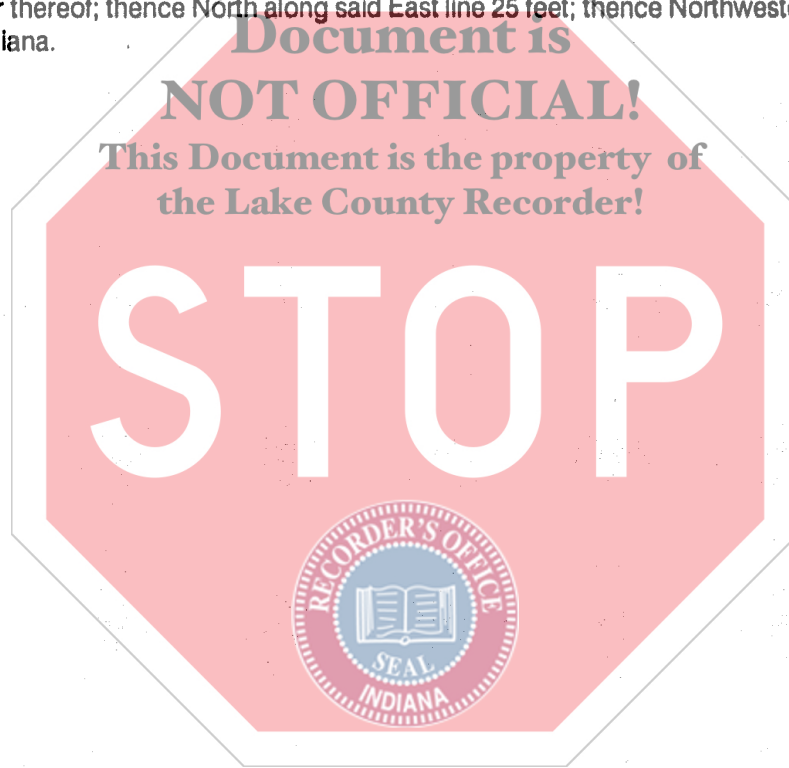 thereof; thence North along said East line 25 feet; thence
iana.
Document is
NOT OFFICIAL!
This Document is the property of
the Lake County Recorder!
STOP
RECORDER'S OFFICE
SEAL
INDIANA